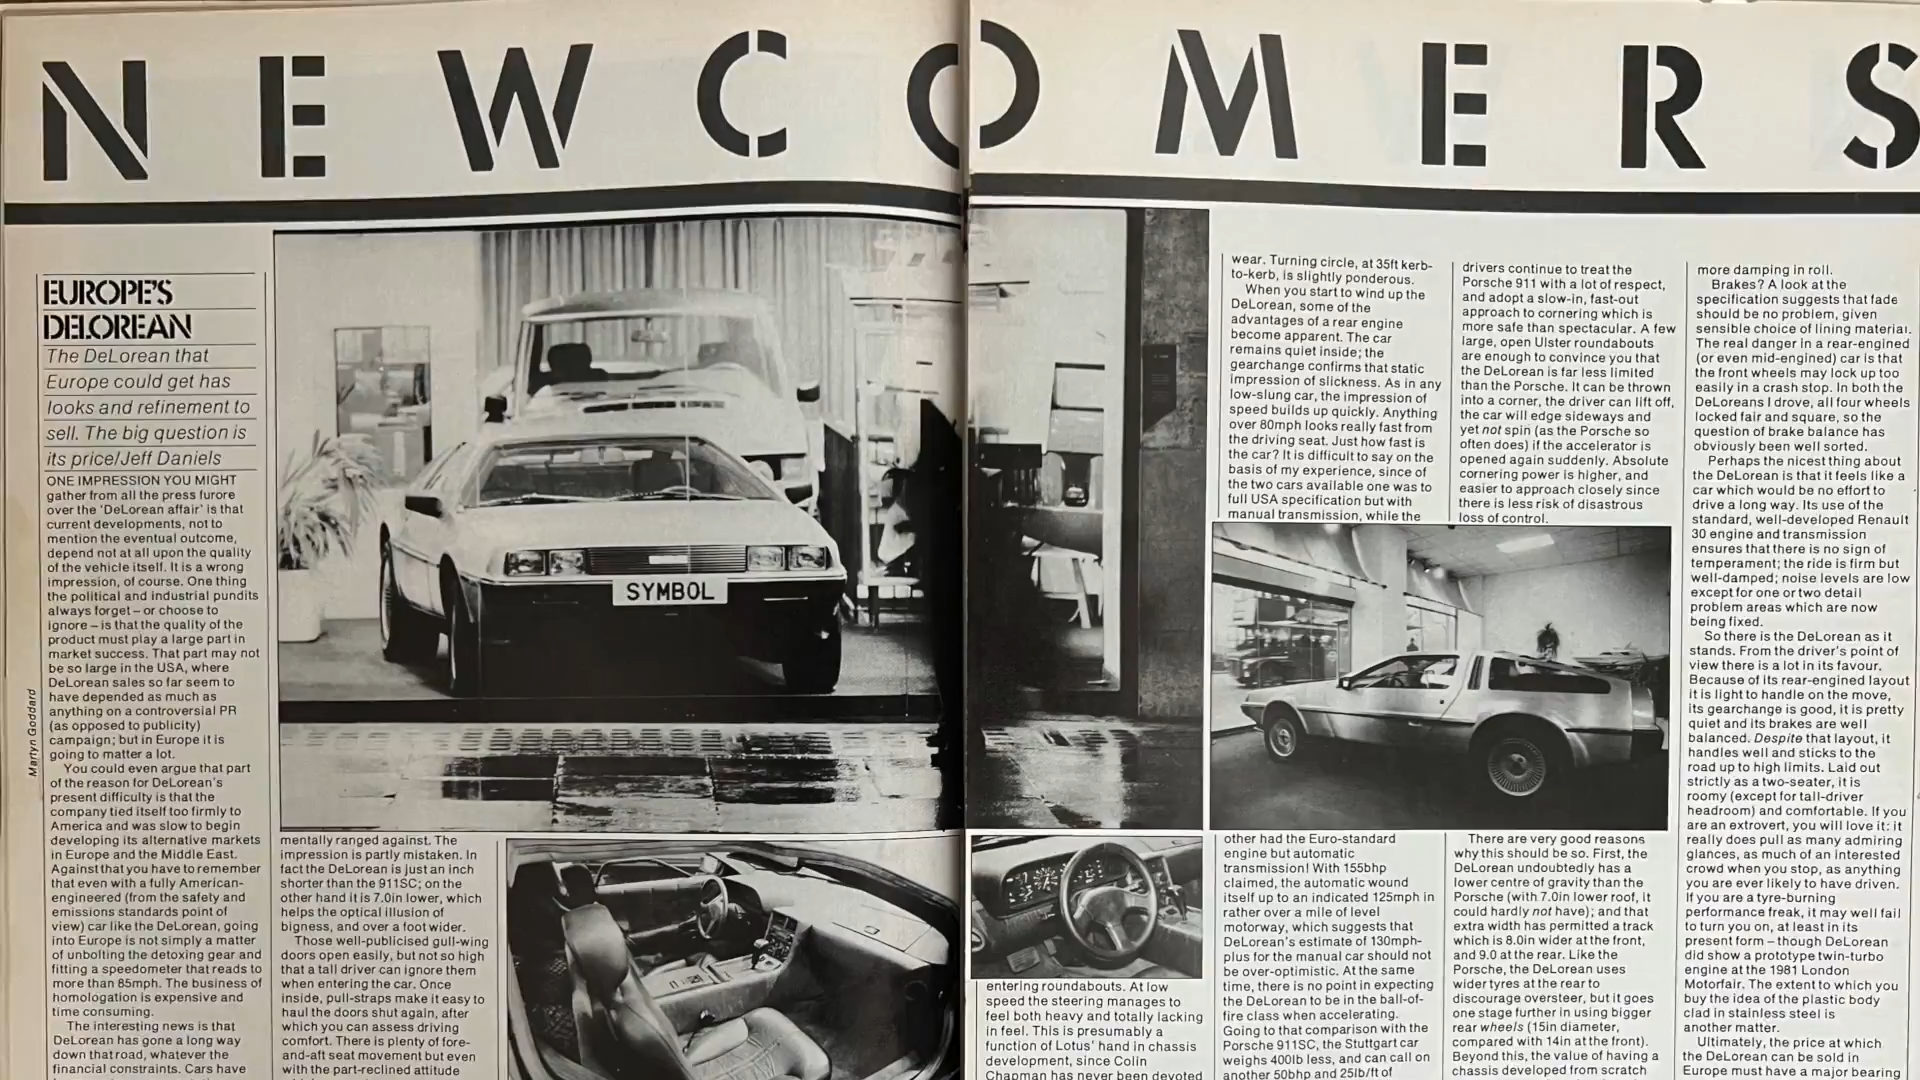 NEWCOMERS
EUROPE'S
DELOREAN
The DeLorean that
Europe could get has
looks and refinement to
sell. The big question is
its price/Jeff Daniels
ONE IMPRESSION YOU MIGHT
gather from all the press furore
over the 'DeLorean affair' is that
current developments, not to
mention the eventual outcome,
depend not at all upon the quality
of the vehicle itself. It is a wrong
impression, of course. One thing
the political and industrial pundits
always forget – or choose to
ignore – is that the quality of the
product must play a large part in
market success. That part may not
be so large in the USA, where
DeLorean sales so far seem to
have depended as much as
anything on a controversial PR
(as opposed to publicity)
campaign; but in Europe it is
going to matter a lot.
You could even argue that part
of the reason for DeLorean's
present difficulty is that the
company tied itself too firmly to
America and was slow to begin
developing its alternative markets
in Europe and the Middle East.
Against that you have to remember
that even with a fully American-
engineered (from the safety and
emissions standards point of
view) car like the DeLorean, going
into Europe is not simply a matter
of unbolting the detoxing gear and
fitting a speedometer that reads to
more than 85mph. The business of
homologation is expensive and
time consuming.
The interesting news is that
DeLorean has gone a long way
down that road, whatever the
financial constraints. Cars have
Martyn Goddard
SYMBOL
mentally ranged against. The
impression is partly mistaken. In
fact the DeLorean is just an inch
shorter than the 911SC; on the
other hand it is 7.0in lower, which
helps the optical illusion of
bigness, and over a foot wider.
Those well-publicised gull-wing
doors open easily, but not so high
that a tall driver can ignore them
when entering the car. Once
inside, pull-straps make it easy to
haul the doors shut again, after
which you can assess driving
comfort. There is plenty of fore-
and-aft seat movement but even
with the part-reclined attitude
entering roundabouts. At low
speed the steering manages to
feel both heavy and totally lacking
in feel. This is presumably a
function of Lotus' hand in chassis
development, since Colin
Chapman has never been devoted
wear. Turning circle, at 35ft kerb-
to-kerb, is slightly ponderous.
When you start to wind up the
DeLorean, some of the
advantages of a rear engine
become apparent. The car
remains quiet inside; the
gearchange confirms that static
impression of slickness. As in any
low-slung car, the impression of
speed builds up quickly. Anything
over 80mph looks really fast from
the driving seat. Just how fast is
the car? It is difficult to say on the
basis of my experience, since of
the two cars available one was to
full USA specification but with
manual transmission, while the
other had the Euro-standard
engine but automatic
transmission! With 155bhp
claimed, the automatic wound
itself up to an indicated 125mph in
rather over a mile of level
motorway, which suggests that
DeLorean's estimate of 130mph-
plus for the manual car should not
be over-optimistic. At the same
time, there is no point in expecting
the DeLorean to be in the ball-of-
fire class when accelerating.
Going to that comparison with the
Porsche 911SC, the Stuttgart car
weighs 400lb less, and can call on
another 50bhp and 25lb/ft of
drivers continue to treat the
Porsche 911 with a lot of respect,
and adopt a slow-in, fast-out
approach to cornering which is
more safe than spectacular. A few
large, open Ulster roundabouts
are enough to convince you that
the DeLorean is far less limited
than the Porsche. It can be thrown
into a corner, the driver can lift off,
the car will edge sideways and
yet not spin (as the Porsche so
often does) if the accelerator is
opened again suddenly. Absolute
cornering power is higher, and
easier to approach closely since
there is less risk of disastrous
loss of control.
There are very good reasons
why this should be so. First, the
DeLorean undoubtedly has a
lower centre of gravity than the
Porsche (with 7.0in lower roof, it
could hardly not have); and that
extra width has permitted a track
which is 8.0in wider at the front,
and 9.0 at the rear. Like the
Porsche, the DeLorean uses
wider tyres at the rear to
discourage oversteer, but it goes
one stage further in using bigger
rear wheels (15in diameter,
compared with 14in at the front).
Beyond this, the value of having a
chassis developed from scratch
more damping in roll.
Brakes? A look at the
specification suggests that fade
should be no problem, given
sensible choice of lining material.
The real danger in a rear-engined
(or even mid-engined) car is that
the front wheels may lock up too
easily in a crash stop. In both the
DeLoreans I drove, all four wheels
locked fair and square, so the
question of brake balance has
obviously been well sorted.
Perhaps the nicest thing about
the DeLorean is that it feels like a
car which would be no effort to
drive a long way. Its use of the
standard, well-developed Renault
30 engine and transmission
ensures that there is no sign of
temperament; the ride is firm but
well-damped; noise levels are low
except for one or two detail
problem areas which are now
being fixed.
So there is the DeLorean as it
stands. From the driver's point of
view there is a lot in its favour.
Because of its rear-engined layout
it is light to handle on the move,
its gearchange is good, it is pretty
quiet and its brakes are well
balanced. Despite that layout, it
handles well and sticks to the
road up to high limits. Laid out
strictly as a two-seater, it is
roomy (except for tall-driver
headroom) and comfortable. If you
are an extrovert, you will love it: it
really does pull as many admiring
glances, as much of an interested
crowd when you stop, as anything
you are ever likely to have driven.
If you are a tyre-burning
performance freak, it may well fail
to turn you on, at least in its
present form – though DeLorean
did show a prototype twin-turbo
engine at the 1981 London
Motorfair. The extent to which you
buy the idea of the plastic body
clad in stainless steel is
another matter.
Ultimately, the price at which
the DeLorean can be sold in
Europe must have a major bearing